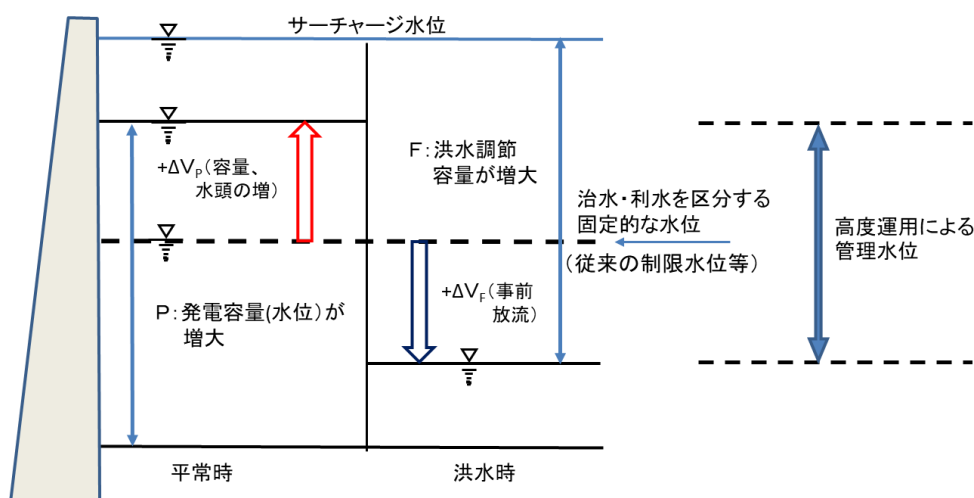 サーチャージ水位
+ΔVP(容量、
水頭の増)
F:洪水調節
容量が増大
治水・利水を区分する
固定的な水位
(従来の制限水位等)
高度運用による
管理水位
+ΔVF(事前
放流)
P:発電容量(水位)が
増大
平常時
洪水時